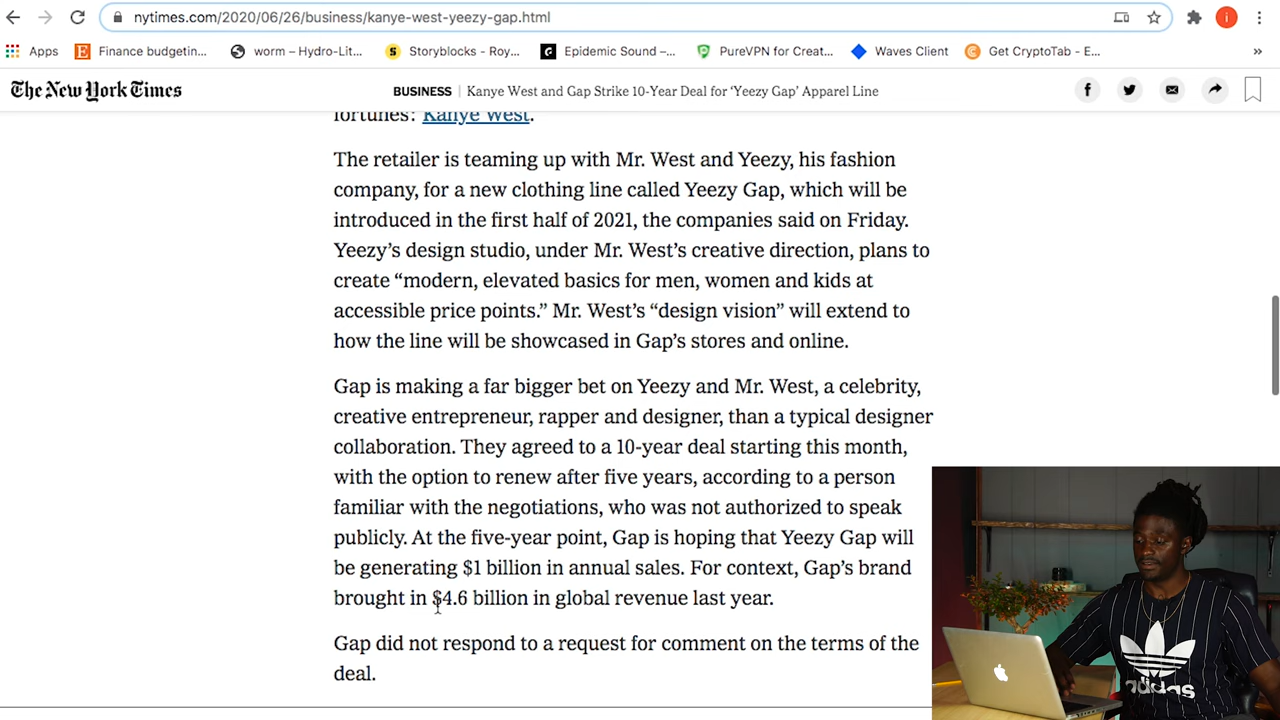 nytimes.com/2020/06/26/business/kanye-west-yeezy-gap.html
i
Apps
Finance budgetin...
worm – Hydro-Lit...
Storyblocks - Roy...
Epidemic Sound –...
PureVPN for Creat...
Waves Client
Get CryptoTab - E...
»
The New York Times
BUSINESS | Kanye West and Gap Strike 10-Year Deal for ‘Yeezy Gap’ Apparel Line
fortunes: Kanye West.
The retailer is teaming up with Mr. West and Yeezy, his fashion
company, for a new clothing line called Yeezy Gap, which will be
introduced in the first half of 2021, the companies said on Friday.
Yeezy’s design studio, under Mr. West’s creative direction, plans to
create “modern, elevated basics for men, women and kids at
accessible price points.” Mr. West’s “design vision” will extend to
how the line will be showcased in Gap’s stores and online.
Gap is making a far bigger bet on Yeezy and Mr. West, a celebrity,
creative entrepreneur, rapper and designer, than a typical designer
collaboration. They agreed to a 10-year deal starting this month,
with the option to renew after five years, according to a person
familiar with the negotiations, who was not authorized to speak
publicly. At the five-year point, Gap is hoping that Yeezy Gap will
be generating $1 billion in annual sales. For context, Gap’s brand
brought in $4.6 billion in global revenue last year.
Gap did not respond to a request for comment on the terms of the
deal.
adidas